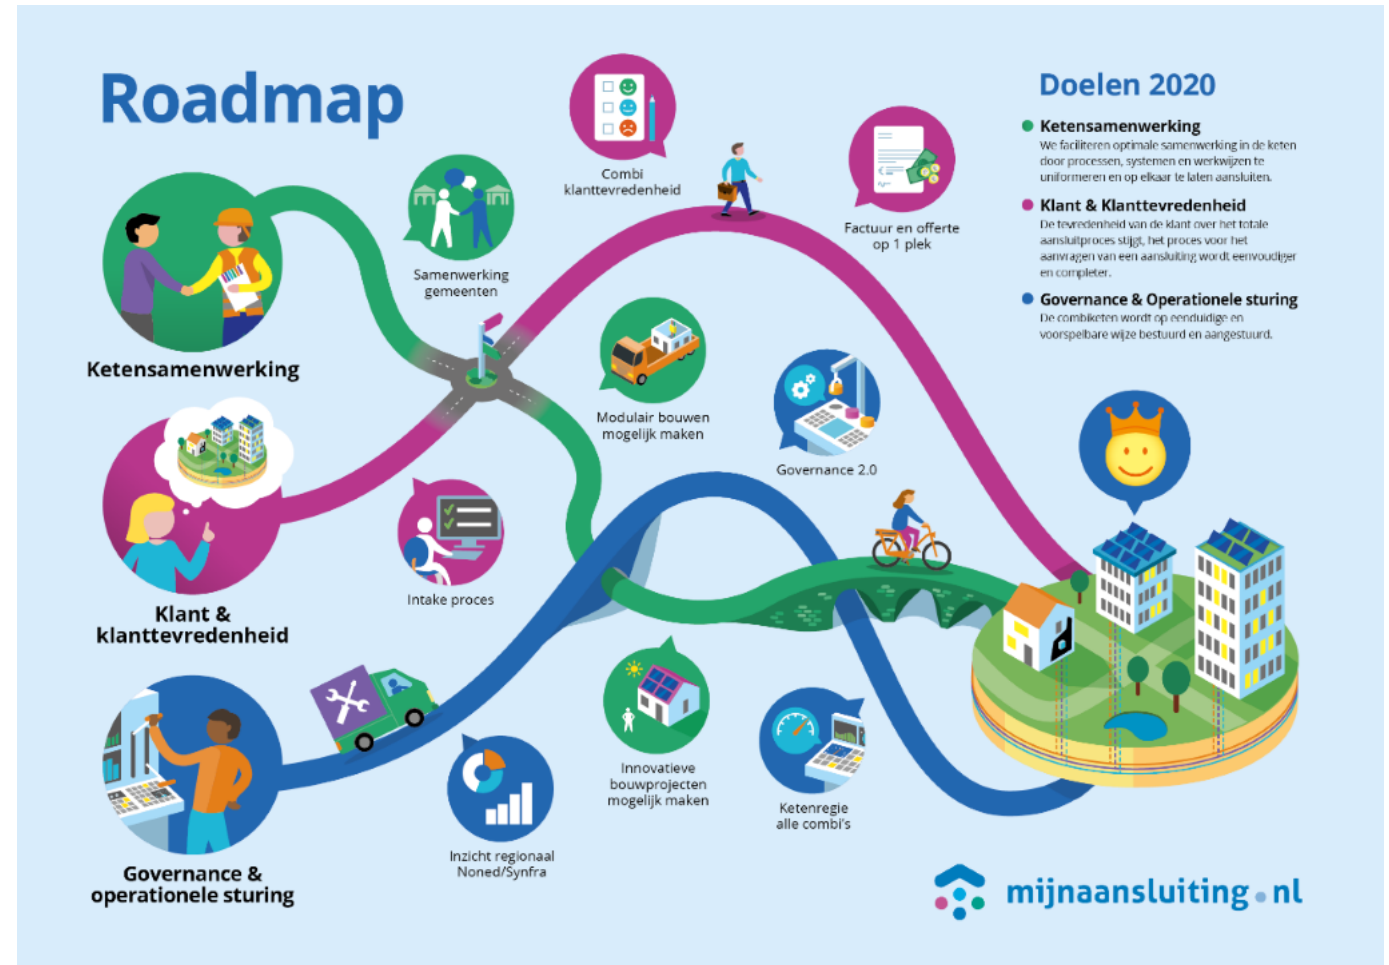 Roadmap
Ketensamenwerking
Klant &
klanttevredenheid
Governance &
operationele sturing
Samenwerking
gemeenten
Combi
klanttevredenheid
Factuur en offerte
op 1 plek
Modulair bouwen
mogelijk maken
Governance 2.0
Intake proces
Innovatieve
bouwprojecten
mogelijk maken
Inzicht regionaal
Noned/Synfra
Ketenregie
alle combi's
Doelen 2020
Ketensamenwerking
We faciliteren optimale samenwerking in de keten
door processen, systemen en werkwijzen te
uniformeren en op elkaar te laten aansluiten.
Klant & Klanttevredenheid
De tevredenheid van de klant over het totale
aansluitproces stijgt, het proces voor het
aanvragen van een aansluiting wordt eenvoudiger
en completer.
Governance & Operationele sturing
De combiketen wordt op eenduidige en
voorspelbare wijze bestuurd en aangestuurd.
mijnaansluiting.nl